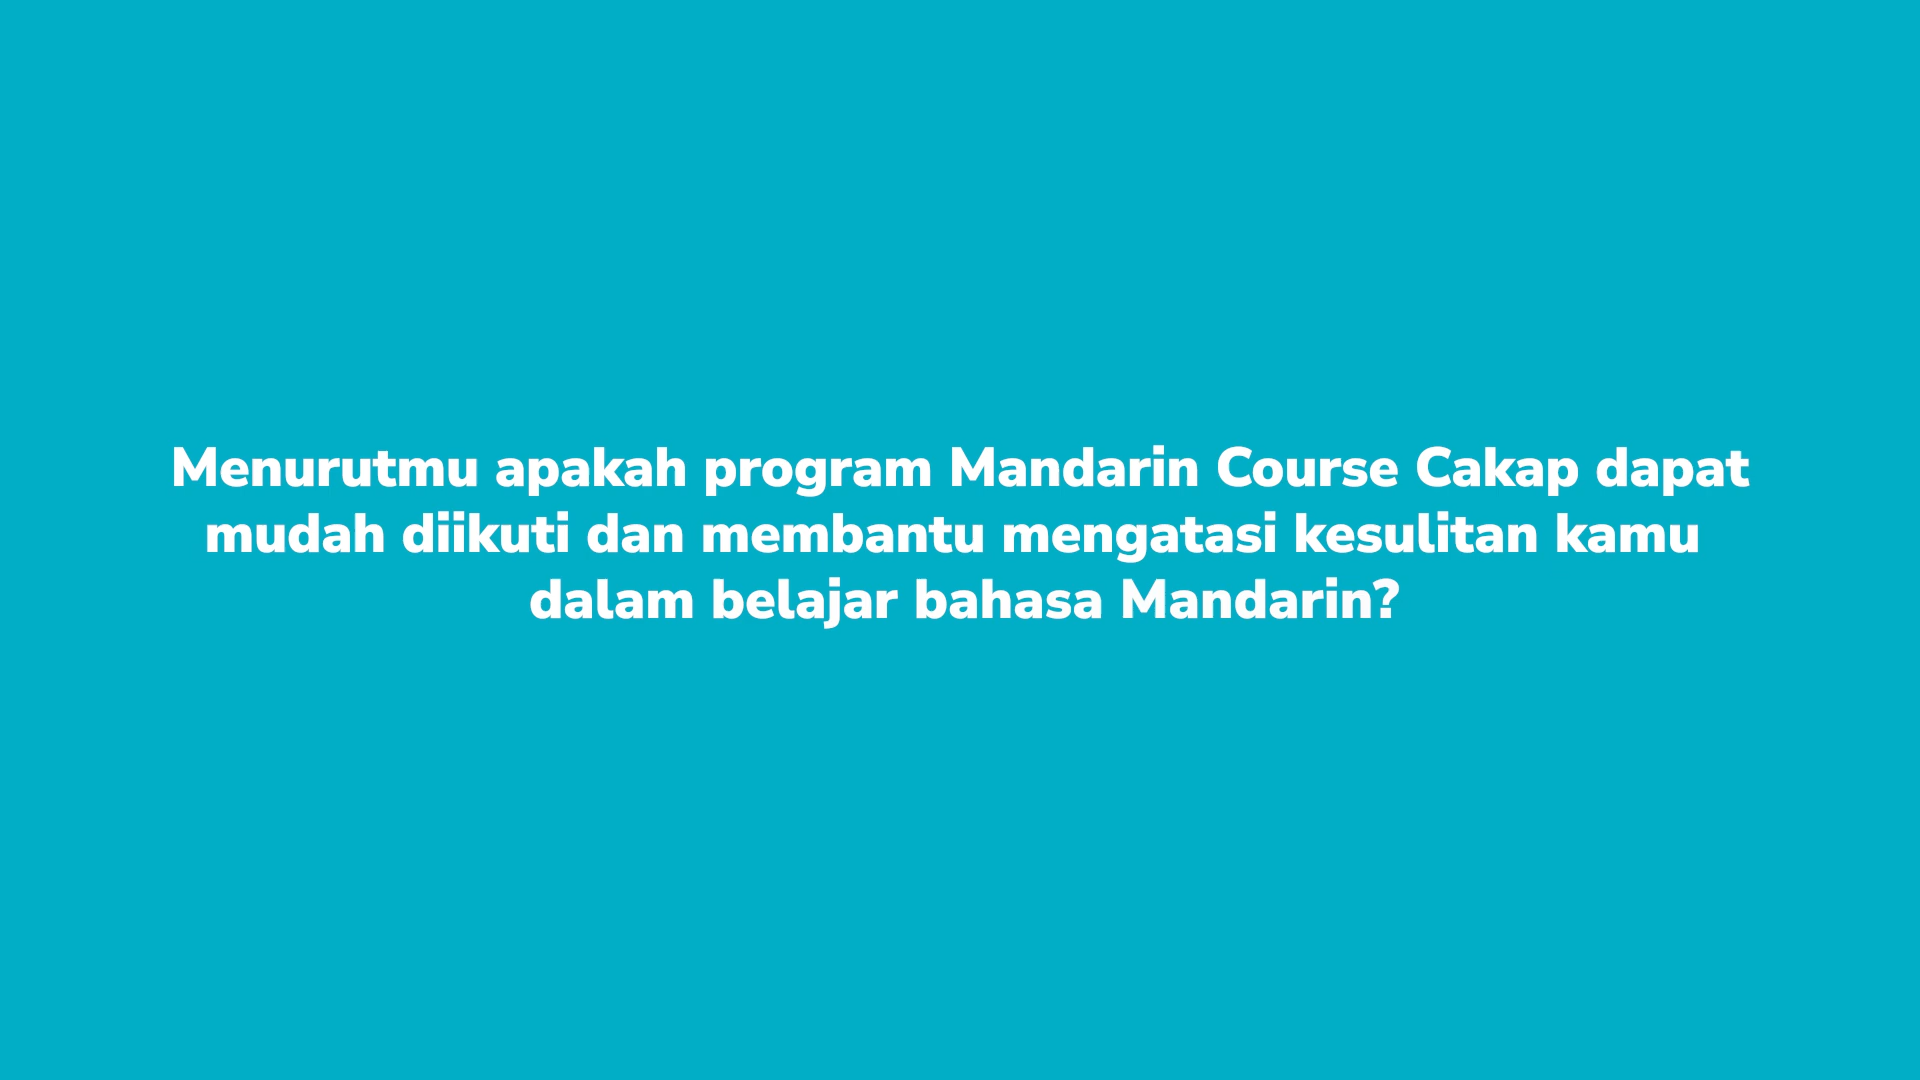 Menurutmu apakah program Mandarin Course Cakap dapat
mudah diikuti dan membantu mengatasi kesulitan kamu
dalam belajar bahasa Mandarin?